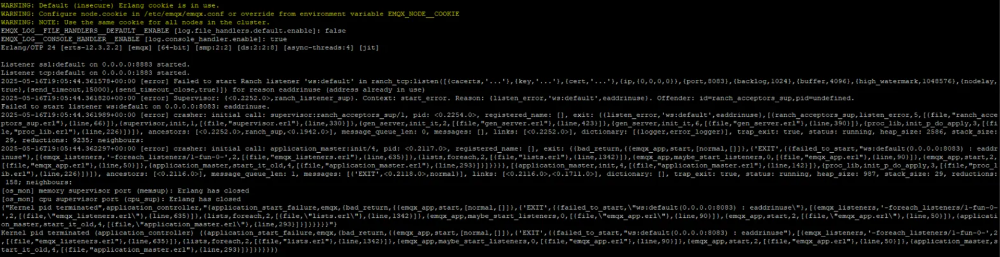 WARNING: Default (insecure) Erlang cookie is in use.
WARNING: Configure node.cookie in /etc/emqx/emqx.conf or override from environment variable EMQX_NODE__COOKIE
WARNING: NOTE: Use the same cookie for all nodes in the cluster.
EMQX_LOG__FILE_HANDLERS__DEFAULT__ENABLE [log.file_handlers.default.enable]: false
EMQX_LOG__CONSOLE_HANDLER__ENABLE [log.console_handler.enable]: true
Erlang/OTP 24 [erts-12.3.2.2] [emqx] [64-bit] [smp:2:2] [ds:2:2:8] [async-threads:4] [jit]
Listener ssl:default on 0.0.0.0:8883 started.
Listener tcp:default on 0.0.0.0:1883 started.
2025-05-16T19:05:44.361578+00:00 [error] Failed to start Ranch listener 'ws:default' in ranch_tcp:listen([{cacerts,'...'},{key,'...'},{cert,'...'},{ip,{0,0,0,0}},{port,8083},{backlog,1024},{buffer,4096},{high_watermark,1048576},{nodelay,
true},{send_timeout,15000},{send_timeout_close,true}]) for reason eaddrinuse (address already in use)
2025-05-16T19:05:44.361820+00:00 [error] Supervisor: {<0.2252.0>,ranch_listener_sup}. Context: start_error. Reason: {listen_error,'ws:default',eaddrinuse}. Offender: id=ranch_acceptors_sup,pid=undefined.
Failed to start listener ws:default on 0.0.0.0:8083: eaddrinuse.
2025-05-16T19:05:44.361989+00:00 [error] crasher: initial call: supervisor:ranch_acceptors_sup/1, pid: <0.2254.0>, registered_name: [], exit: {{listen_error,'ws:default',eaddrinuse},[{ranch_acceptors_sup,listen_error,5,[{file,"ranch_acce
ptors_sup.erl"},{line,66}]},{supervisor,init,1,[{file,"supervisor.erl"},{line,330}]},{gen_server,init_it,2,[{file,"gen_server.erl"},{line,423}]},{gen_server,init_it,6,[{file,"gen_server.erl"},{line,390}]},{proc_lib,init_p_do_apply,3,[{fi
le,"proc_lib.erl"},{line,226}]}]}, ancestors: [<0.2252.0>,ranch_sup,<0.1942.0>], message_queue_len: 0, messages: [], links: [<0.2252.0>], dictionary: [{logger,error_logger}], trap_exit: true, status: running, heap_size: 2586, stack_size:
29, reductions: 9235; neighbours:
2025-05-16T19:05:44.362297+00:00 [error] crasher: initial call: application_master:init/4, pid: <0.2117.0>, registered_name: [], exit: {{bad_return,{{emqx_app,start,[normal,[]]},{'EXIT',{{failed_to_start,"ws:default(0.0.0.0:8083) : eaddr
inuse"},[{emqx_listeners,'-foreach_listeners/1-fun-0-',2,[{file,"emqx_listeners.erl"},{line,635}]},{lists,foreach,2,[{file,"lists.erl"},{line,1342}]},{emqx_app,maybe_start_listeners,0,[{file,"emqx_app.erl"},{line,90}]},{emqx_app,start,2,
[{file,"emqx_app.erl"},{line,50}]},{application_master,start_it_old,4,[{file,"application_master.erl"},{line,293}]}]}}}},[{application_master,init,4,[{file,"application_master.erl"},{line,142}]},{proc_lib,init_p_do_apply,3,[{file,"proc_l
ib.erl"},{line,226}]}]}, ancestors: [<0.2116.0>], message_queue_len: 1, messages: [{'EXIT',<0.2118.0>,normal}], links: [<0.2116.0>,<0.1711.0>], dictionary: [], trap_exit: true, status: running, heap_size: 987, stack_size: 29, reductions:
158; neighbours:
[os_mon] memory supervisor port (memsup): Erlang has closed
[os_mon] cpu supervisor port (cpu_sup): Erlang has closed
{"Kernel pid terminated",application_controller,"{application_start_failure,emqx,{bad_return,{{emqx_app,start,[normal,[]]},{'EXIT',{{failed_to_start,\"ws:default(0.0.0.0:8083) : eaddrinuse\"},[{emqx_listeners,'-foreach_listeners/1-fun-0-
',2,[{file,\"emqx_listeners.erl\"},{line,635}]},{lists,foreach,2,[{file,\"lists.erl\"},{line,1342}]},{emqx_app,maybe_start_listeners,0,[{file,\"emqx_app.erl\"},{line,90}]},{emqx_app,start,2,[{file,\"emqx_app.erl\"},{line,50}]},{applicati
on_master,start_it_old,4,[{file,\"application_master.erl\"},{line,293}]}]}}}}}"}
Kernel pid terminated (application_controller) ({application_start_failure,emqx,{bad_return,{{emqx_app,start,[normal,[]]},{'EXIT',{{failed_to_start,"ws:default(0.0.0.0:8083) : eaddrinuse"},[{emqx_listeners,'-foreach_listeners/1-fun-0-',2
,[{file,"emqx_listeners.erl"},{line,635}]},{lists,foreach,2,[{file,"lists.erl"},{line,1342}]},{emqx_app,maybe_start_listeners,0,[{file,"emqx_app.erl"},{line,90}]},{emqx_app,start,2,[{file,"emqx_app.erl"},{line,50}]},{application_master,s
tart_it_old,4,[{file,"application_master.erl"},{line,293}]}]}}}}})